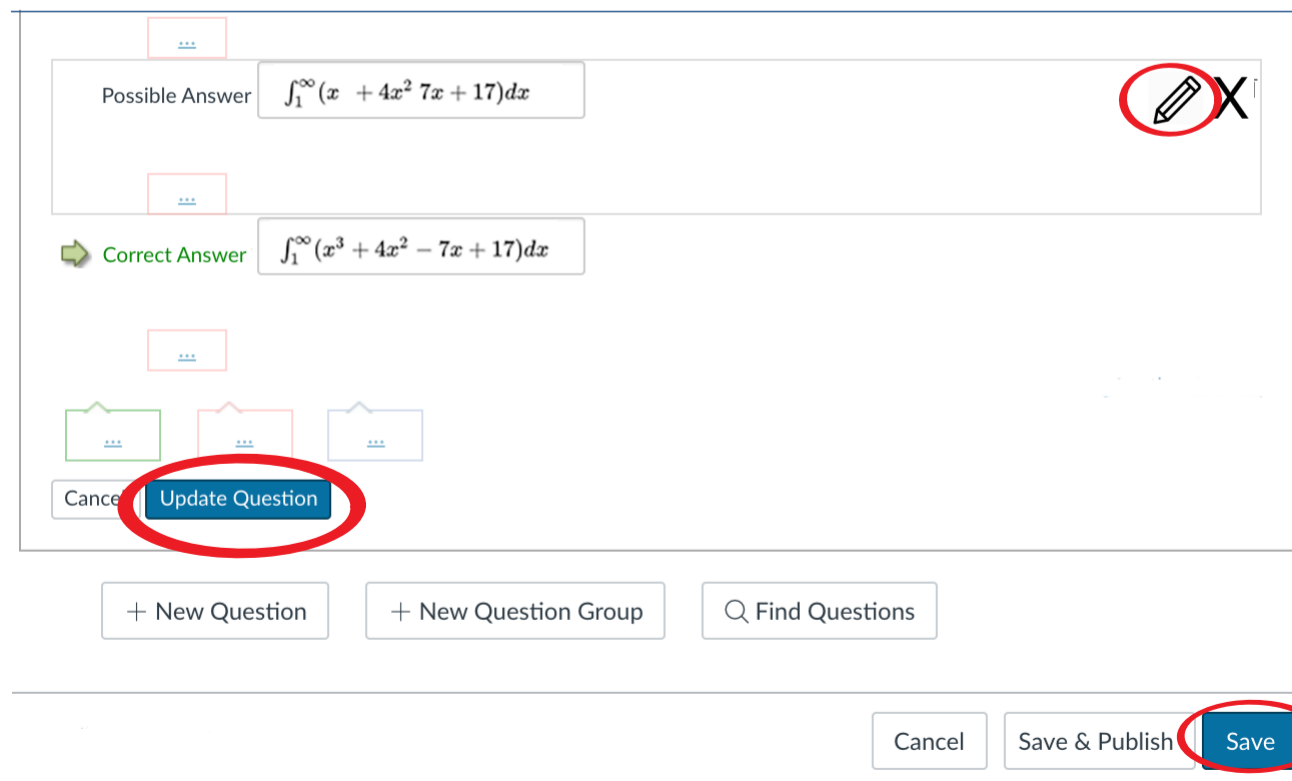 ...
Possible Answer ∫₁^∞(x + 4x² 7x + 17)dx
X
...
Correct Answer ∫₁^∞(x³ + 4x² − 7x + 17)dx
...
... ... ...
Cancel Update Question
+ New Question + New Question Group Find Questions
Cancel Save & Publish Save